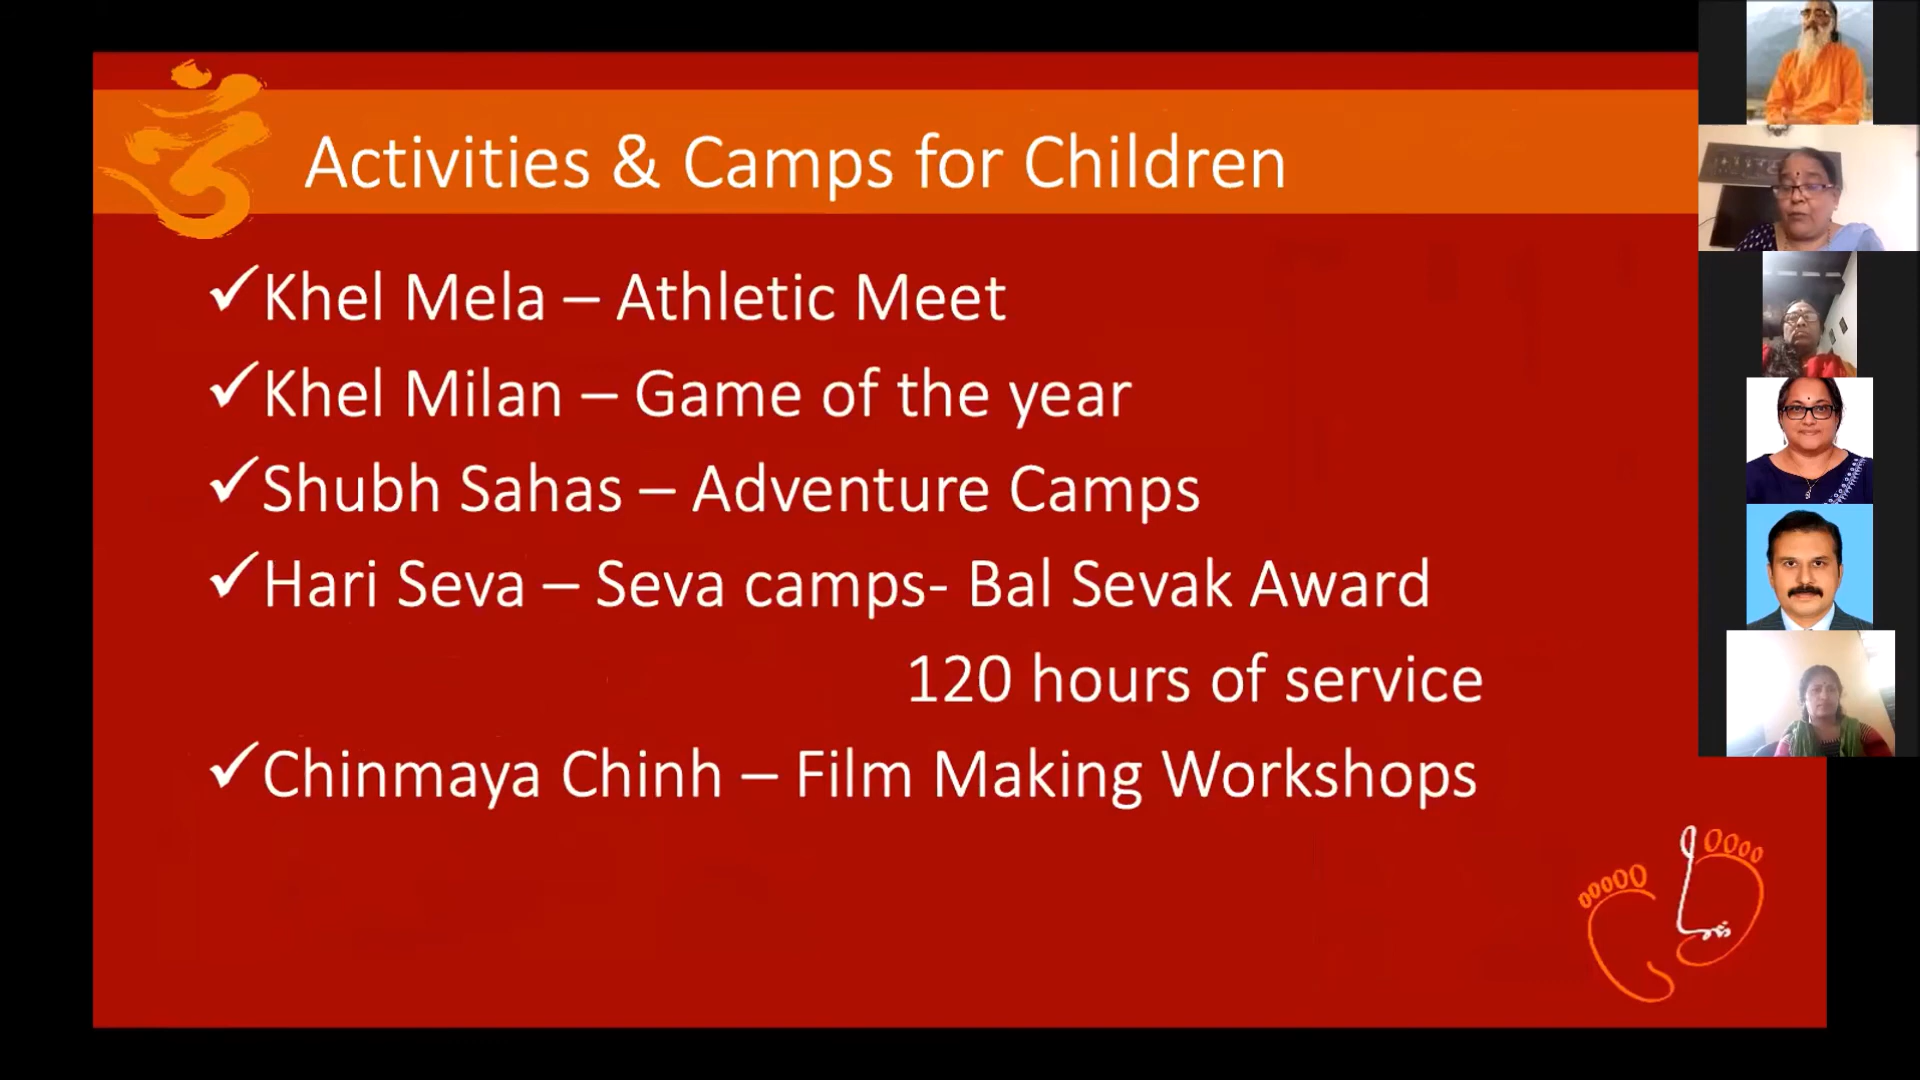 Activities & Camps for Children
✓Khel Mela – Athletic Meet
✓Khel Milan – Game of the year
✓Shubh Sahas – Adventure Camps
✓Hari Seva – Seva camps- Bal Sevak Award
120 hours of service
✓Chinmaya Chinh – Film Making Workshops